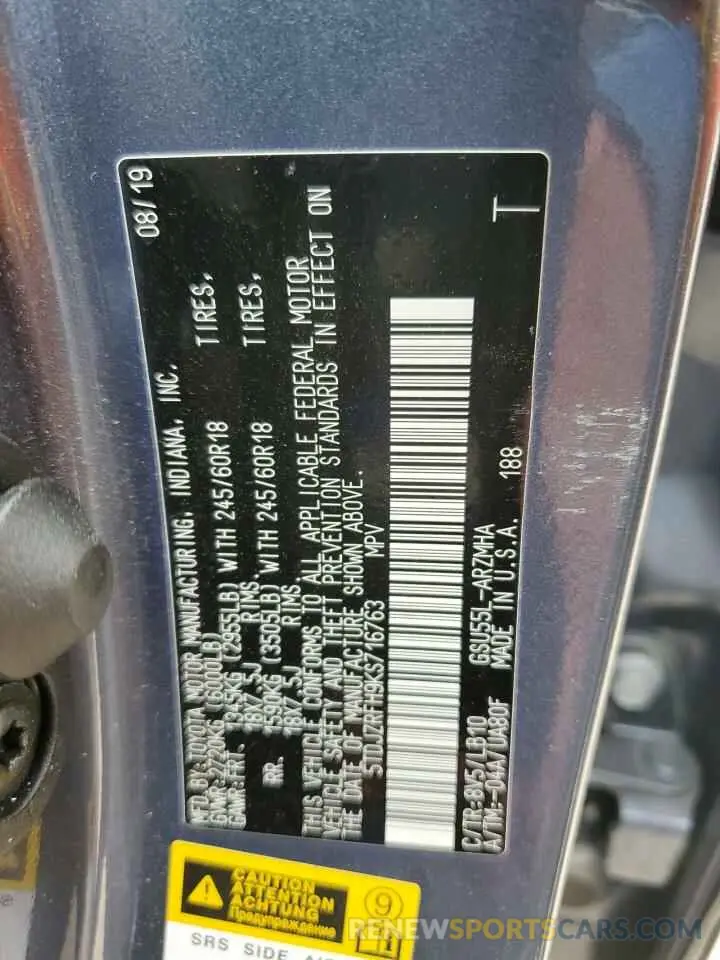 MFD. BY: TOYOTA MOTOR MANUFACTURING, INDIANA, INC. 08/19
GVWR: 2720KG (6000LB)
GAWR: FRT. 1345KG (2955LB) WITH 245/60R18 TIRES,
18X7.5J RIMS
RR. 1590KG (3505LB) WITH 245/60R18 TIRES,
18X7.5J RIMS
THIS VEHICLE CONFORMS TO ALL APPLICABLE FEDERAL MOTOR
VEHICLE SAFETY AND THEFT PREVENTION STANDARDS IN EFFECT ON
THE DATE OF MANUFACTURE SHOWN ABOVE.
5TDJZRFH9KS716763 MPV
C/TR: 8V5/LB10 GSU55L-ARZMHA
A/TM:-04A/UA80F MADE IN U.S.A. 188 T
CAUTION
ATTENTION
ACHTUNG
Предупреждение
9
SRS SIDE
RENEWSPORTSCARS.COM